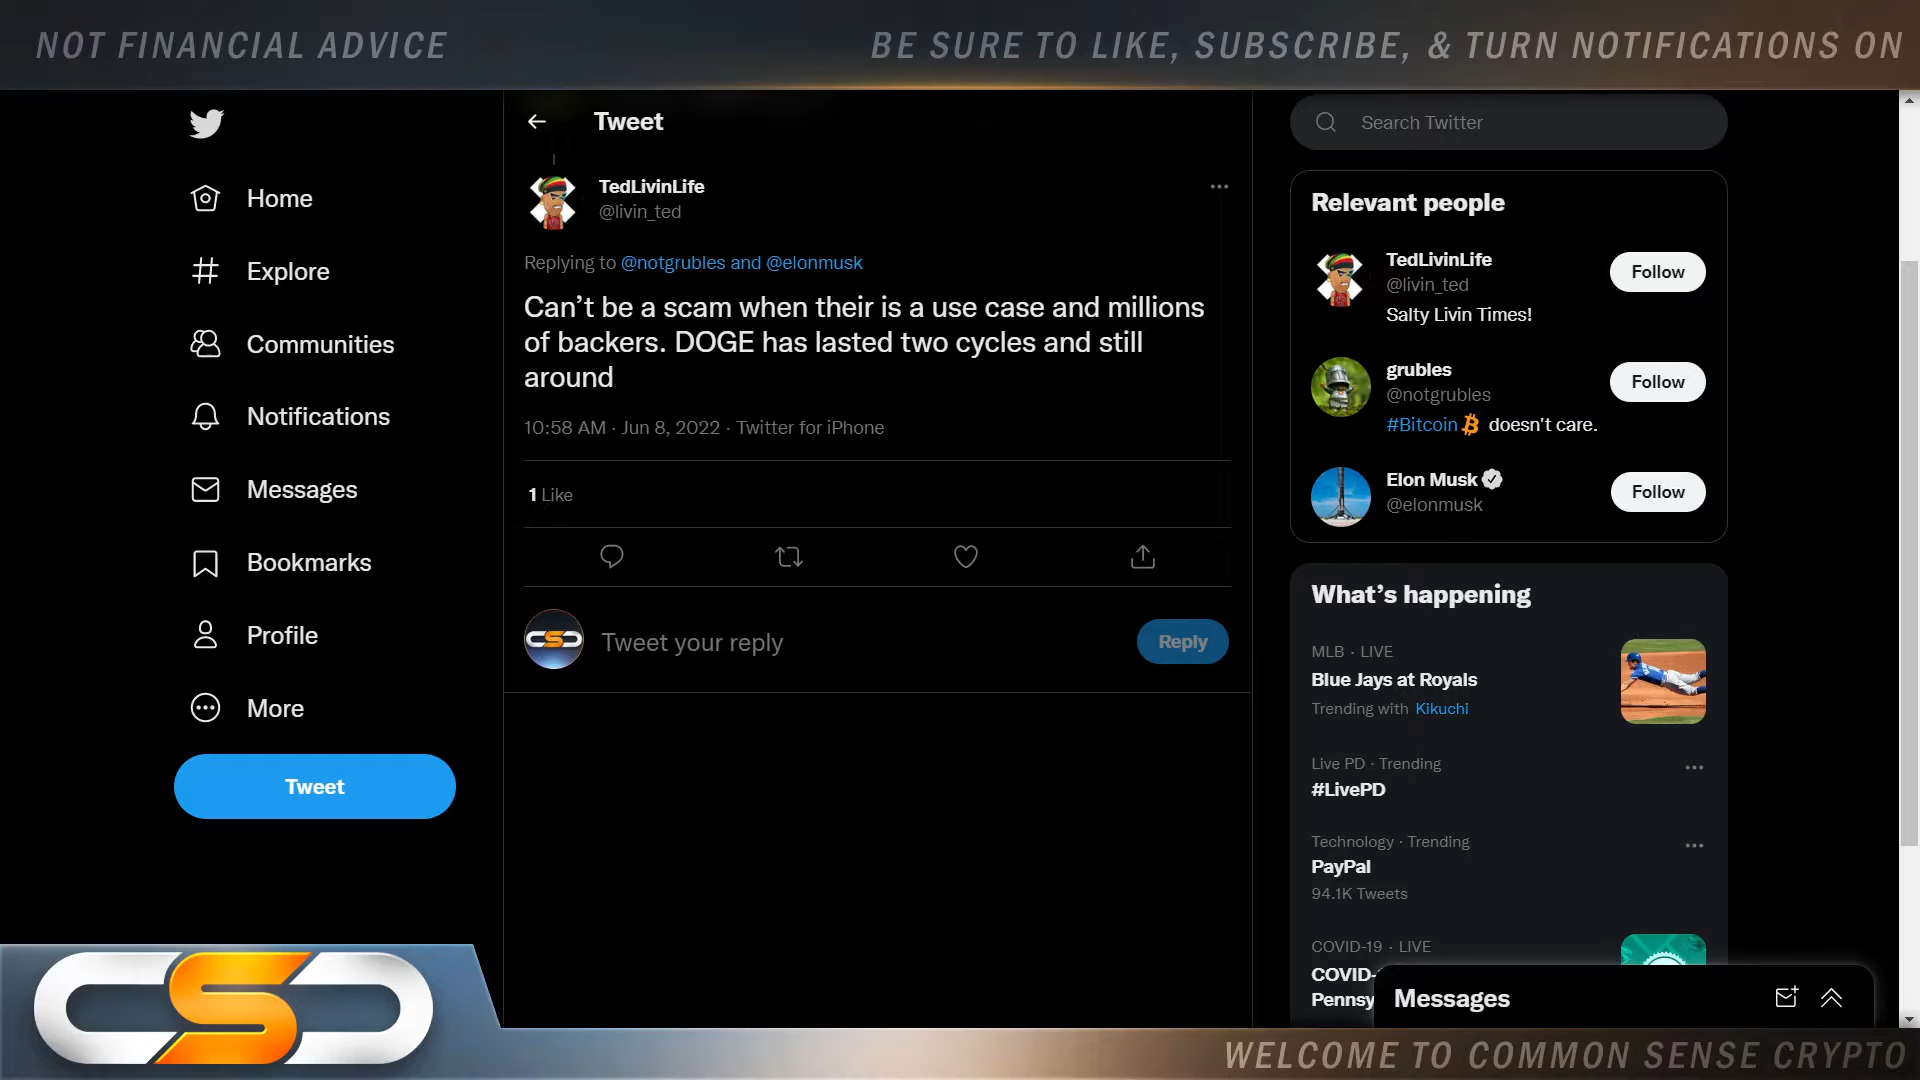 NOT FINANCIAL ADVICE
BE SURE TO LIKE, SUBSCRIBE, & TURN NOTIFICATIONS ON
Home
Explore
Communities
Notifications
Messages
Bookmarks
Profile
More
Tweet
Tweet
TedLivinLife
@livin_ted
Replying to @notgrubles and @elonmusk
Can’t be a scam when their is a use case and millions
of backers. DOGE has lasted two cycles and still
around
10:58 AM · Jun 8, 2022 · Twitter for iPhone
1 Like
CSC
Tweet your reply
Reply
Search Twitter
Relevant people
TedLivinLife
@livin_ted
Follow
Salty Livin Times!
grubles
@notgrubles
Follow
#Bitcoin doesn't care.
Elon Musk
@elonmusk
Follow
What’s happening
MLB · LIVE
Blue Jays at Royals
Trending with Kikuchi
Live PD · Trending
#LivePD
Technology · Trending
PayPal
94.1K Tweets
COVID-19 · LIVE
COVID-
Pennsy
Messages
CSC
WELCOME TO COMMON SENSE CRYPTO